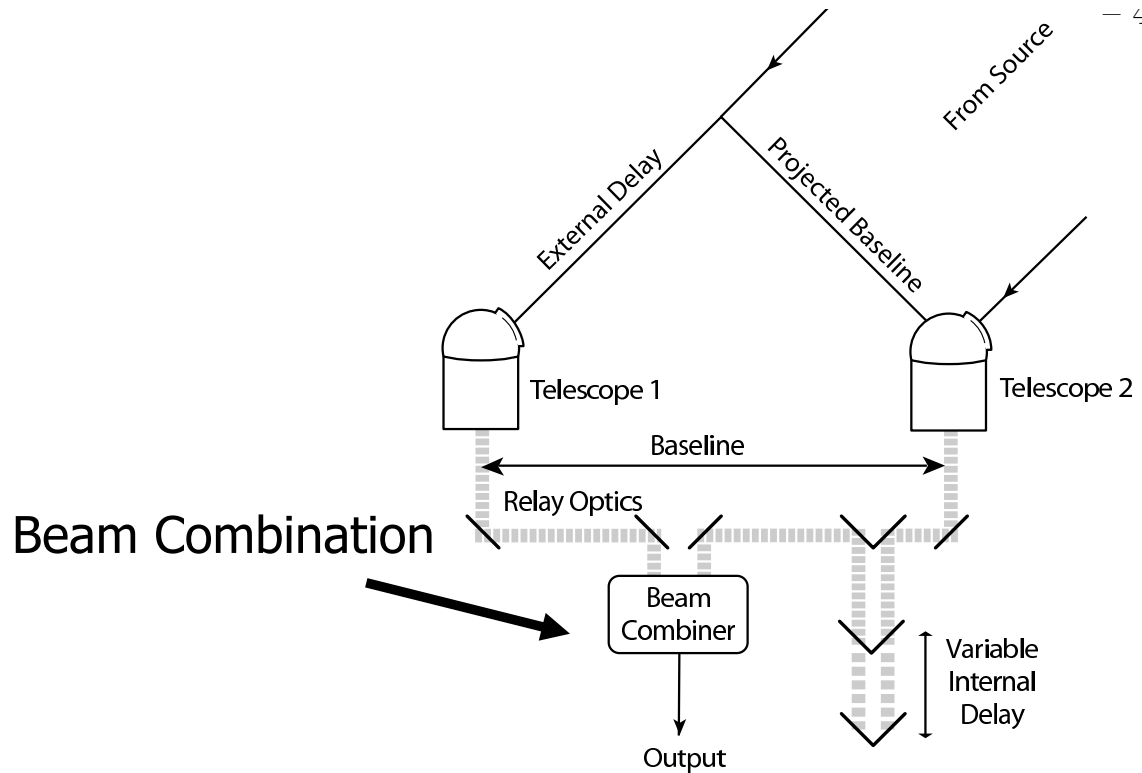 From Source
External Delay
Projected Baseline
Telescope 1
Telescope 2
Baseline
Relay Optics
Beam Combination
Beam
Combiner
Variable
Internal
Delay
Output